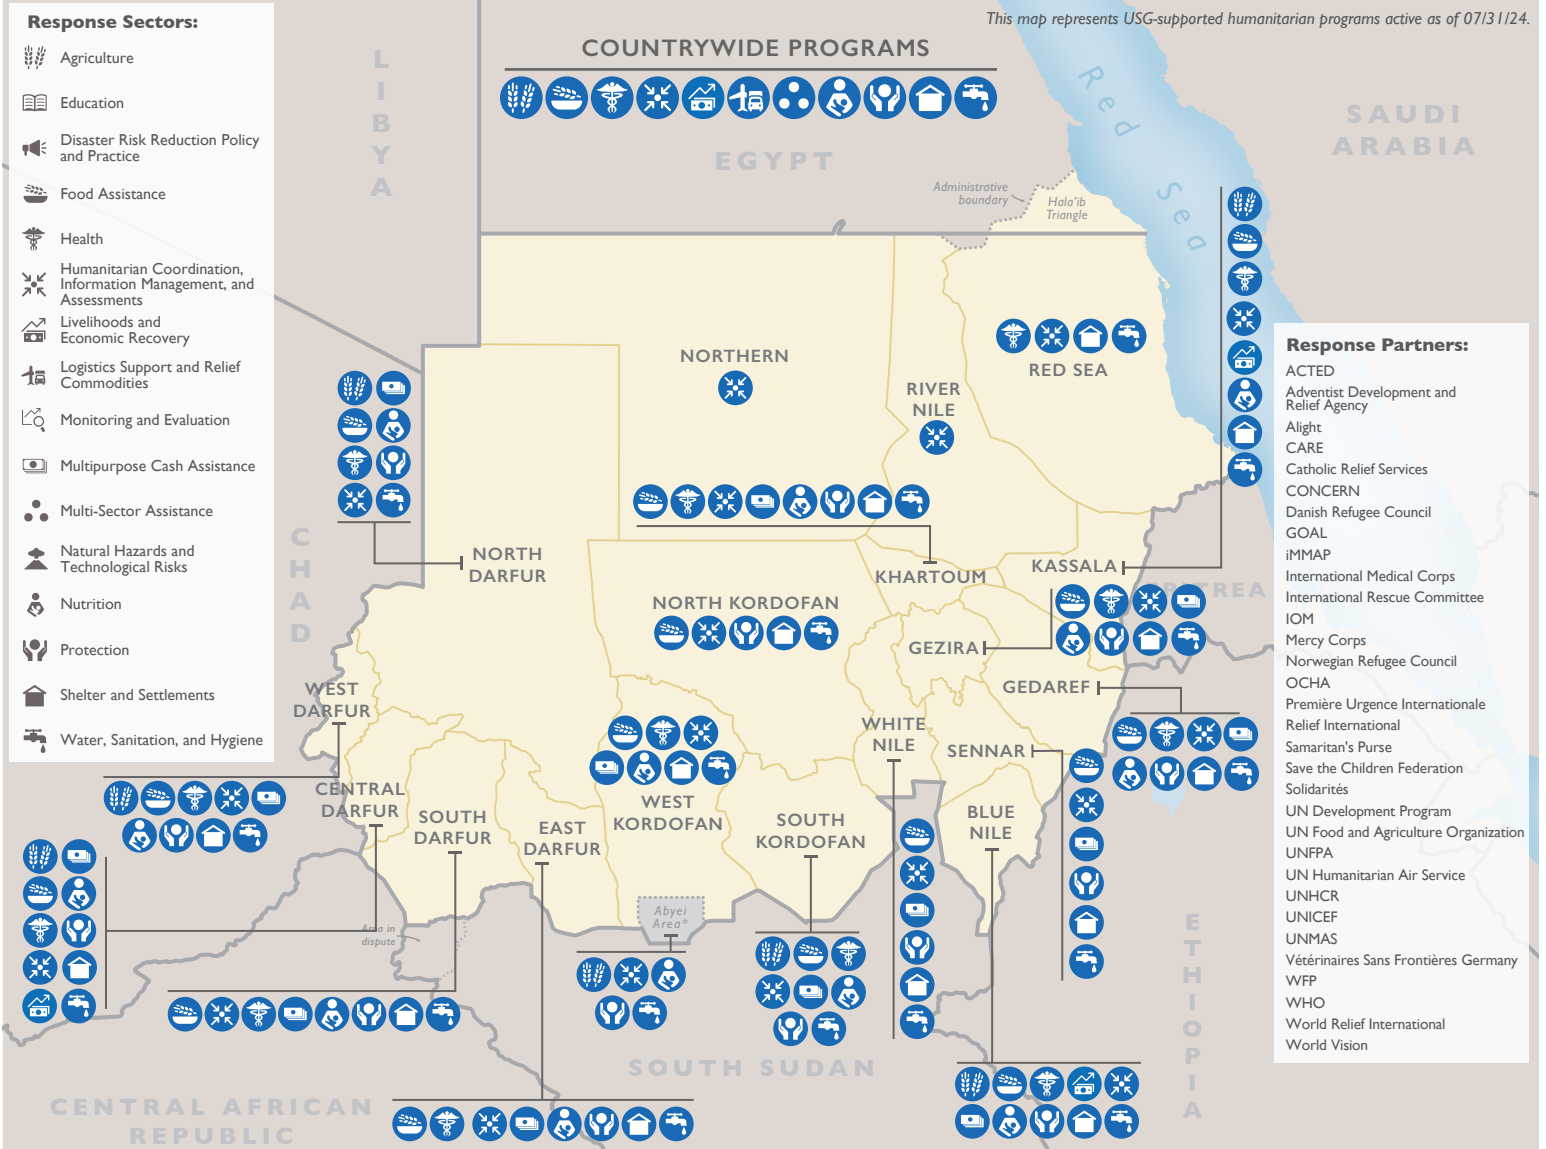 This map represents USG-supported humanitarian programs active as of 07/31/24.
Response Sectors:
Agriculture
Education
Disaster Risk Reduction Policy
and Practice
Food Assistance
Health
Humanitarian Coordination,
Information Management, and
Assessments
Livelihoods and
Economic Recovery
Logistics Support and Relief
Commodities
Monitoring and Evaluation
Multipurpose Cash Assistance
Multi-Sector Assistance
Natural Hazards and
Technological Risks
Nutrition
Protection
Shelter and Settlements
Water, Sanitation, and Hygiene
COUNTRYWIDE PROGRAMS
LIBYA
EGYPT
Red Sea
SAUDI
ARABIA
Administrative
boundary
Hala'ib
Triangle
NORTHERN
RIVER
NILE
RED SEA
CHAD
NORTH
DARFUR
KHARTOUM
KASSALA
ERITREA
NORTH KORDOFAN
GEZIRA
GEDAREF
WEST
DARFUR
WHITE
NILE
SENNAR
CENTRAL
DARFUR
SOUTH
DARFUR
EAST
DARFUR
WEST
KORDOFAN
SOUTH
KORDOFAN
BLUE
NILE
Abyei
Area*
Area in
dispute
ETHIOPIA
SOUTH SUDAN
CENTRAL AFRICAN
REPUBLIC
Response Partners:
ACTED
Adventist Development and
Relief Agency
Alight
CARE
Catholic Relief Services
CONCERN
Danish Refugee Council
GOAL
iMMAP
International Medical Corps
International Rescue Committee
IOM
Mercy Corps
Norwegian Refugee Council
OCHA
Première Urgence Internationale
Relief International
Samaritan's Purse
Save the Children Federation
Solidarités
UN Development Program
UN Food and Agriculture Organization
UNFPA
UN Humanitarian Air Service
UNHCR
UNICEF
UNMAS
Vétérinaires Sans Frontières Germany
WFP
WHO
World Relief International
World Vision